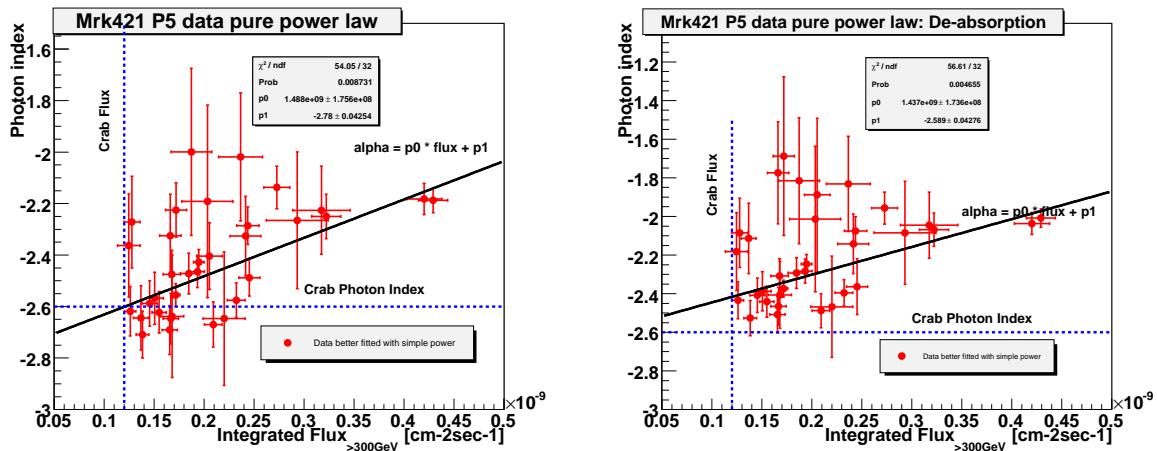 Mrk421 P5 data pure power law
Photon index
-1.6
-1.8
-2
-2.2
-2.4
-2.6
-2.8
-3
χ² / ndf 54.05 / 32
Prob 0.008731
p0 1.488e+09 ± 1.756e+08
p1 -2.78 ± 0.04254
Crab Flux
alpha = p0 * flux + p1
Crab Photon Index
Data better fitted with simple power
0.05 0.1 0.15 0.2 0.25 0.3 0.35 0.4 0.45 0.5
×10⁻⁹
Integrated Flux >300GeV [cm-2sec-1]
Mrk421 P5 data pure power law: De-absorption
Photon index
-1.2
-1.4
-1.6
-1.8
-2
-2.2
-2.4
-2.6
-2.8
-3
χ² / ndf 56.61 / 32
Prob 0.004655
p0 1.437e+09 ± 1.736e+08
p1 -2.589 ± 0.04276
Crab Flux
alpha = p0 * flux + p1
Crab Photon Index
Data better fitted with simple power
0.05 0.1 0.15 0.2 0.25 0.3 0.35 0.4 0.45 0.5
×10⁻⁹
Integrated Flux >300GeV [cm-2sec-1]